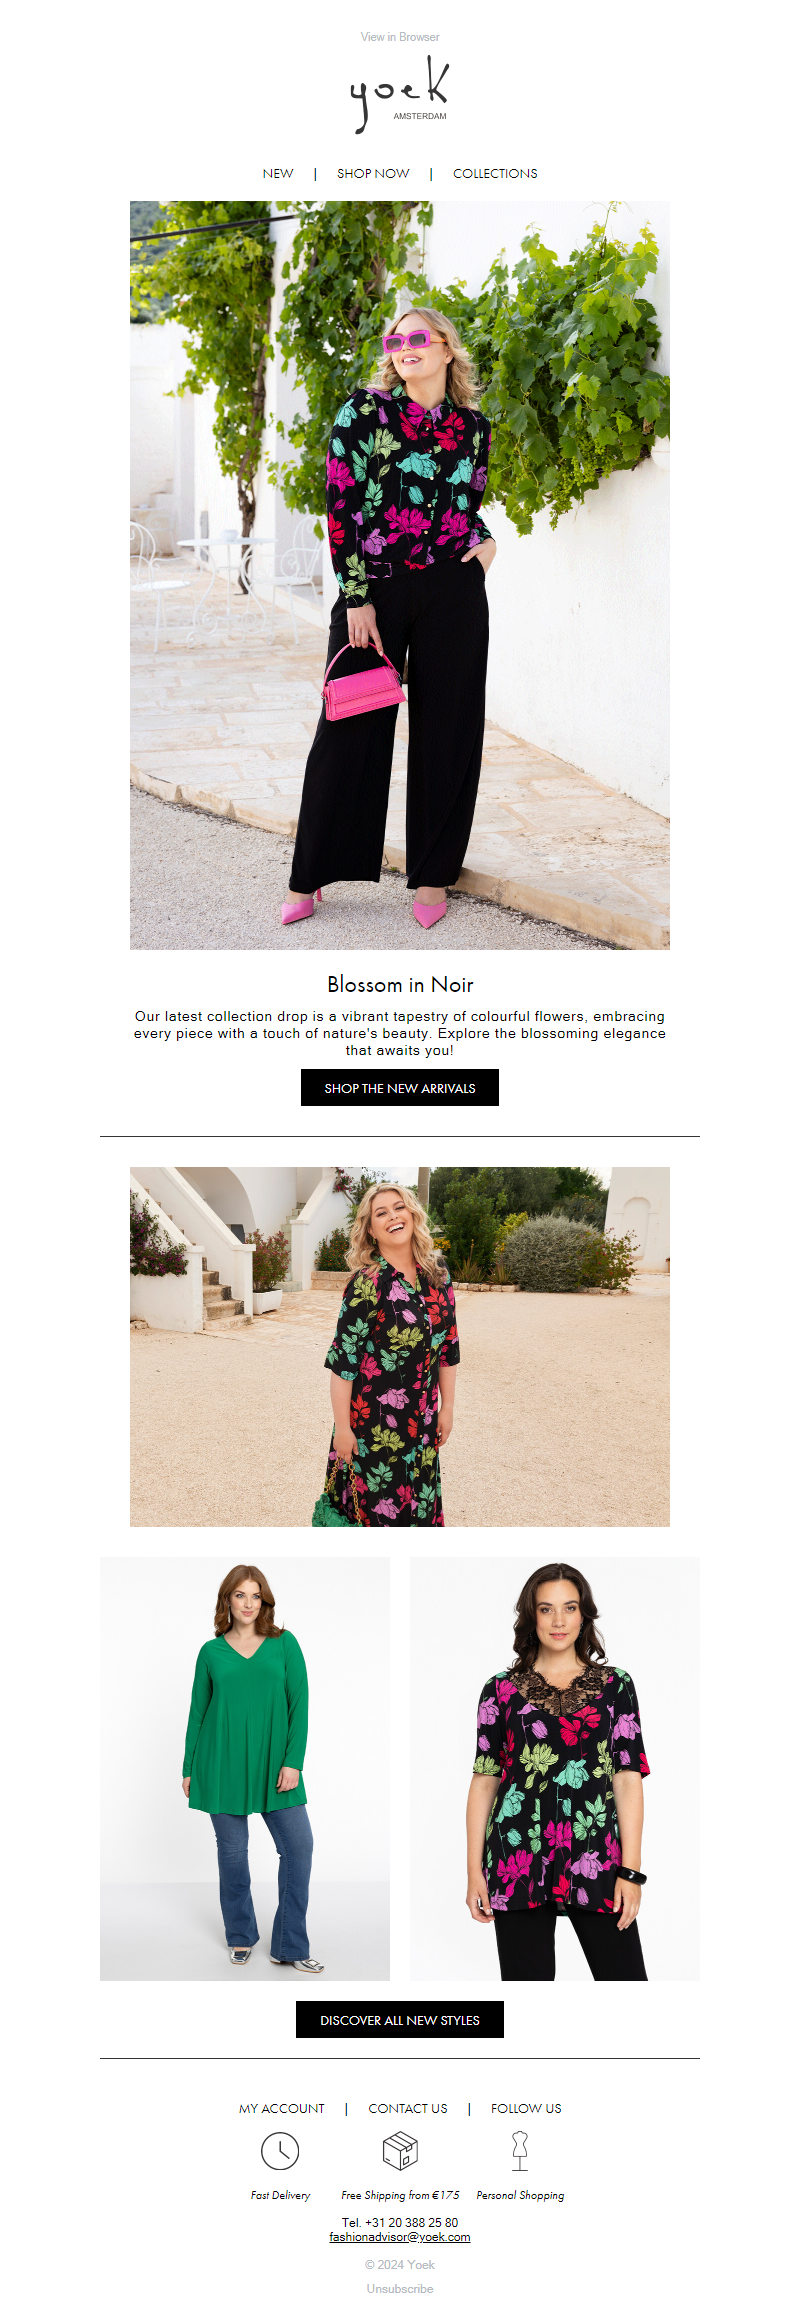 View in Browser
yoek
AMSTERDAM
NEW | SHOP NOW | COLLECTIONS
Blossom in Noir
Our latest collection drop is a vibrant tapestry of colourful flowers, embracing
every piece with a touch of nature's beauty. Explore the blossoming elegance
that awaits you!
SHOP THE NEW ARRIVALS
DISCOVER ALL NEW STYLES
MY ACCOUNT | CONTACT US | FOLLOW US
Fast Delivery Free Shipping from €175 Personal Shopping
Tel. +31 20 388 25 80
fashionadvisor@yoek.com
© 2024 Yoek
Unsubscribe